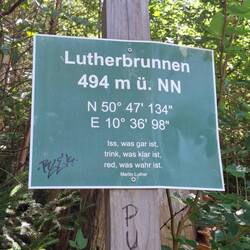 Lutherbrunnen
494 m ü. NN
N 50° 47' 134"
E 10° 36' 98"
Iss, was gar ist,
trink, was klar ist,
red, was wahr ist.
Martin Luther
P